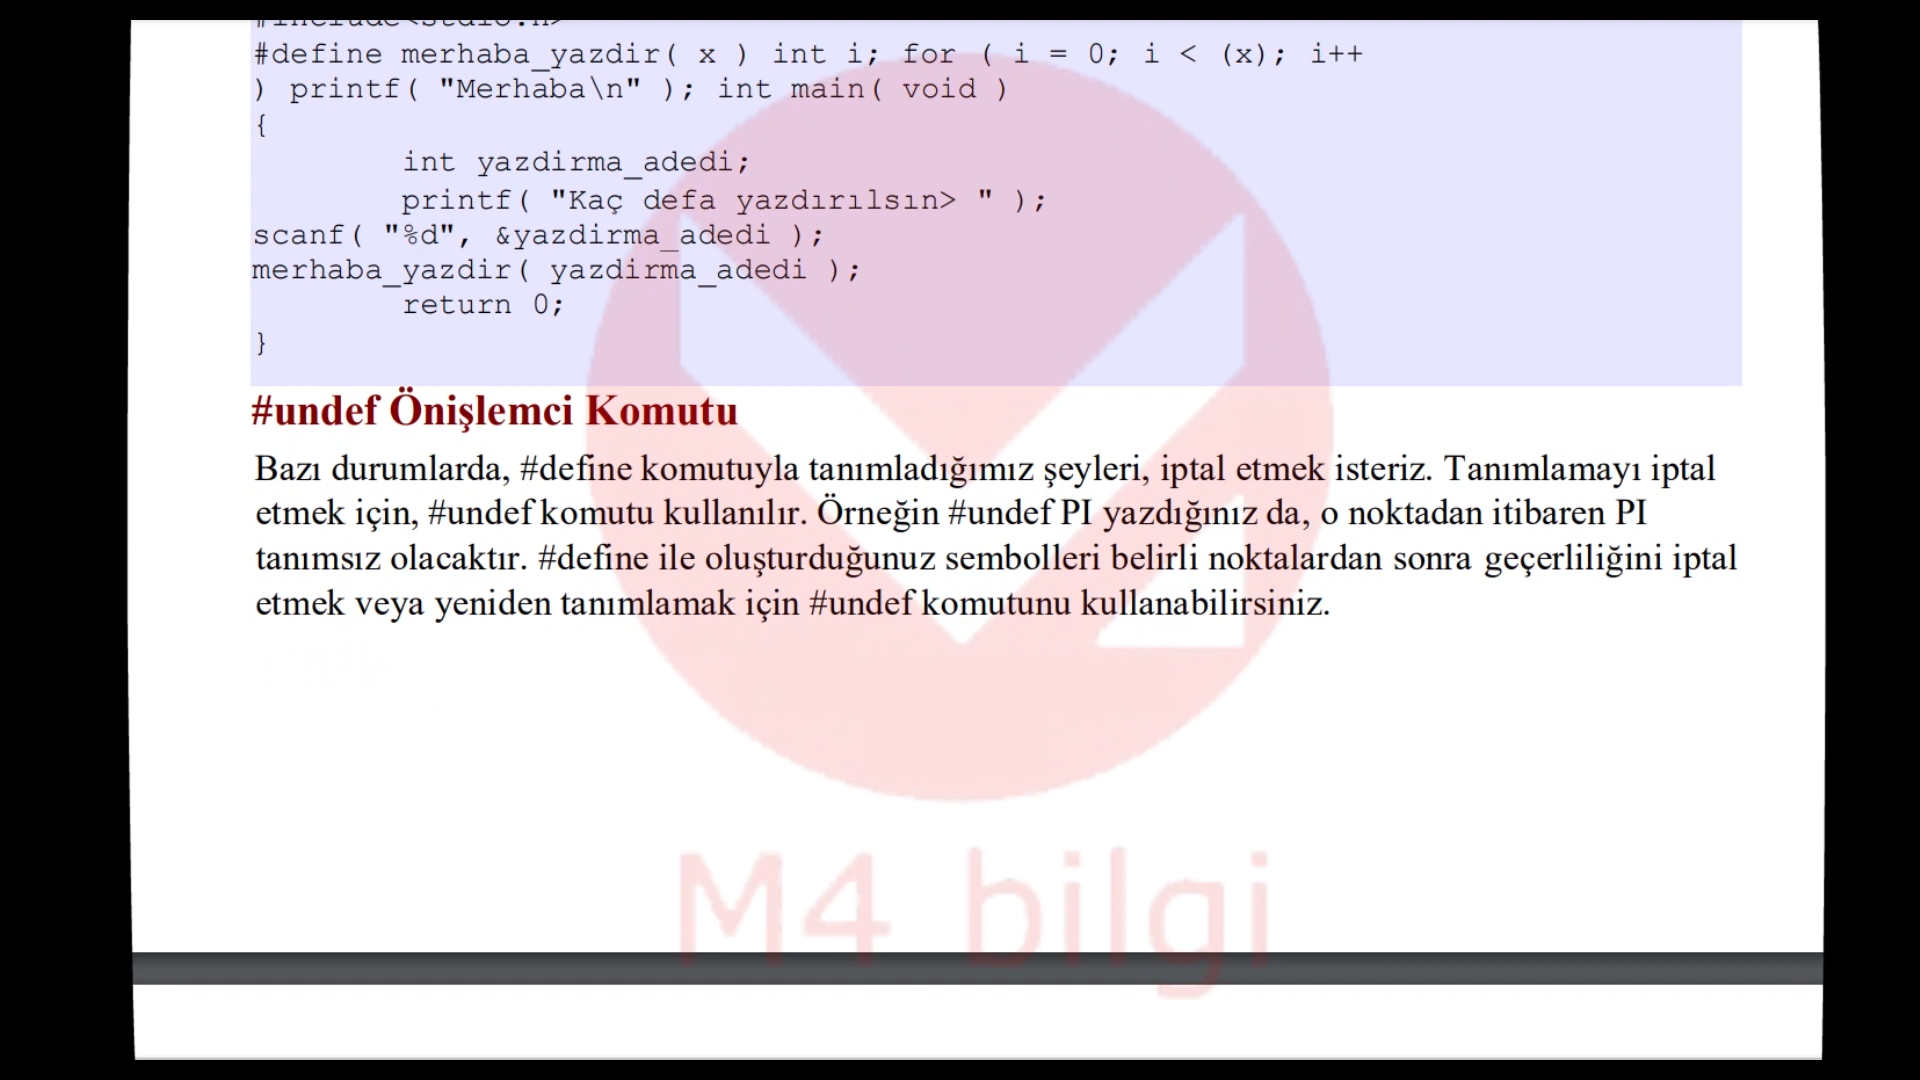 #include<stdio.h>
#define merhaba_yazdir( x ) int i; for ( i = 0; i < (x); i++
) printf( "Merhaba\n" ); int main( void )
{
int yazdirma_adedi;
printf( "Kaç defa yazdırılsın> " );
scanf( "%d", &yazdirma_adedi );
merhaba_yazdir( yazdirma_adedi );
return 0;
}
#undef Önişlemci Komutu
Bazı durumlarda, #define komutuyla tanımladığımız şeyleri, iptal etmek isteriz. Tanımlamayı iptal
etmek için, #undef komutu kullanılır. Örneğin #undef PI yazdığınız da, o noktadan itibaren PI
tanımsız olacaktır. #define ile oluşturduğunuz sembolleri belirli noktalardan sonra geçerliliğini iptal
etmek veya yeniden tanımlamak için #undef komutunu kullanabilirsiniz.
M4 bilgi